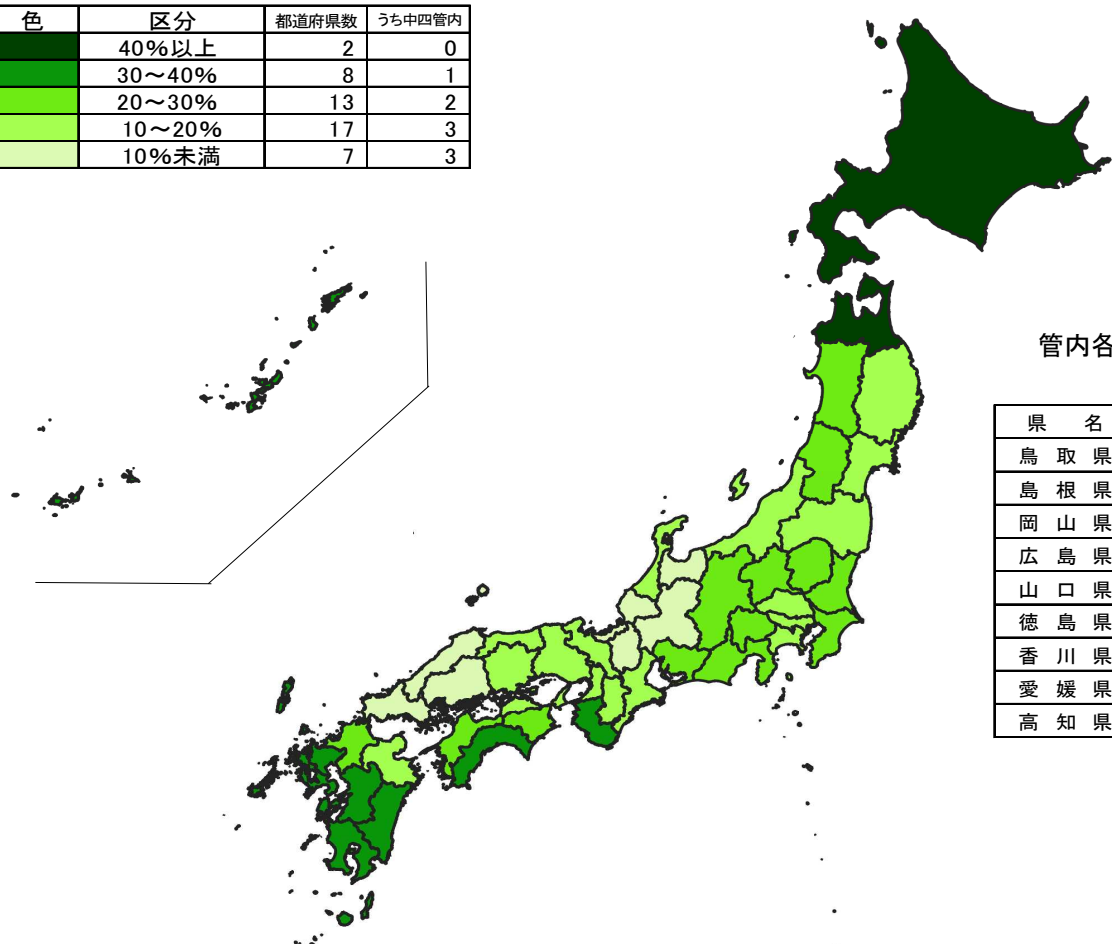 色 区分 都道府県数 うち中四管内
40%以上 2 0
30～40% 8 1
20～30% 13 2
10～20% 17 3
10%未満 7 3
管内各
県 名
鳥 取 県
島 根 県
岡 山 県
広 島 県
山 口 県
徳 島 県
香 川 県
愛 媛 県
高 知 県